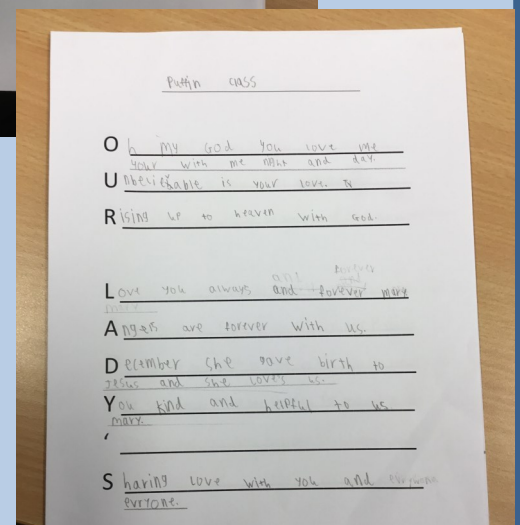 Puffin class
Oh my God you love me
your with me night and day.
Unbelievable is your love.
Rising up to heaven with God.
Love you always and forever mary
Angels are forever with us.
December she gave birth to
Jesus and she loves us.
You kind and helpful to us
mary.
'
Sharing Love with you and
evryone.